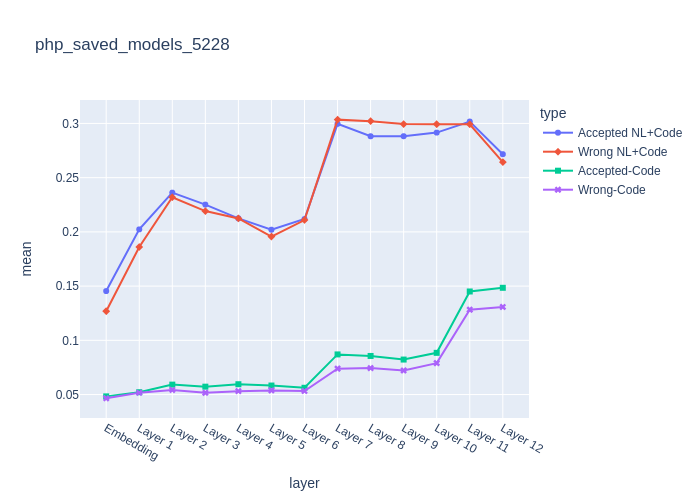 php_saved_models_5228
type
Accepted NL+Code
Wrong NL+Code
Accepted-Code
Wrong-Code
mean
0.3
0.25
0.2
0.15
0.1
0.05
Embedding
Layer 1
Layer 2
Layer 3
Layer 4
Layer 5
Layer 6
Layer 7
Layer 8
Layer 9
Layer 10
Layer 11
Layer 12
layer